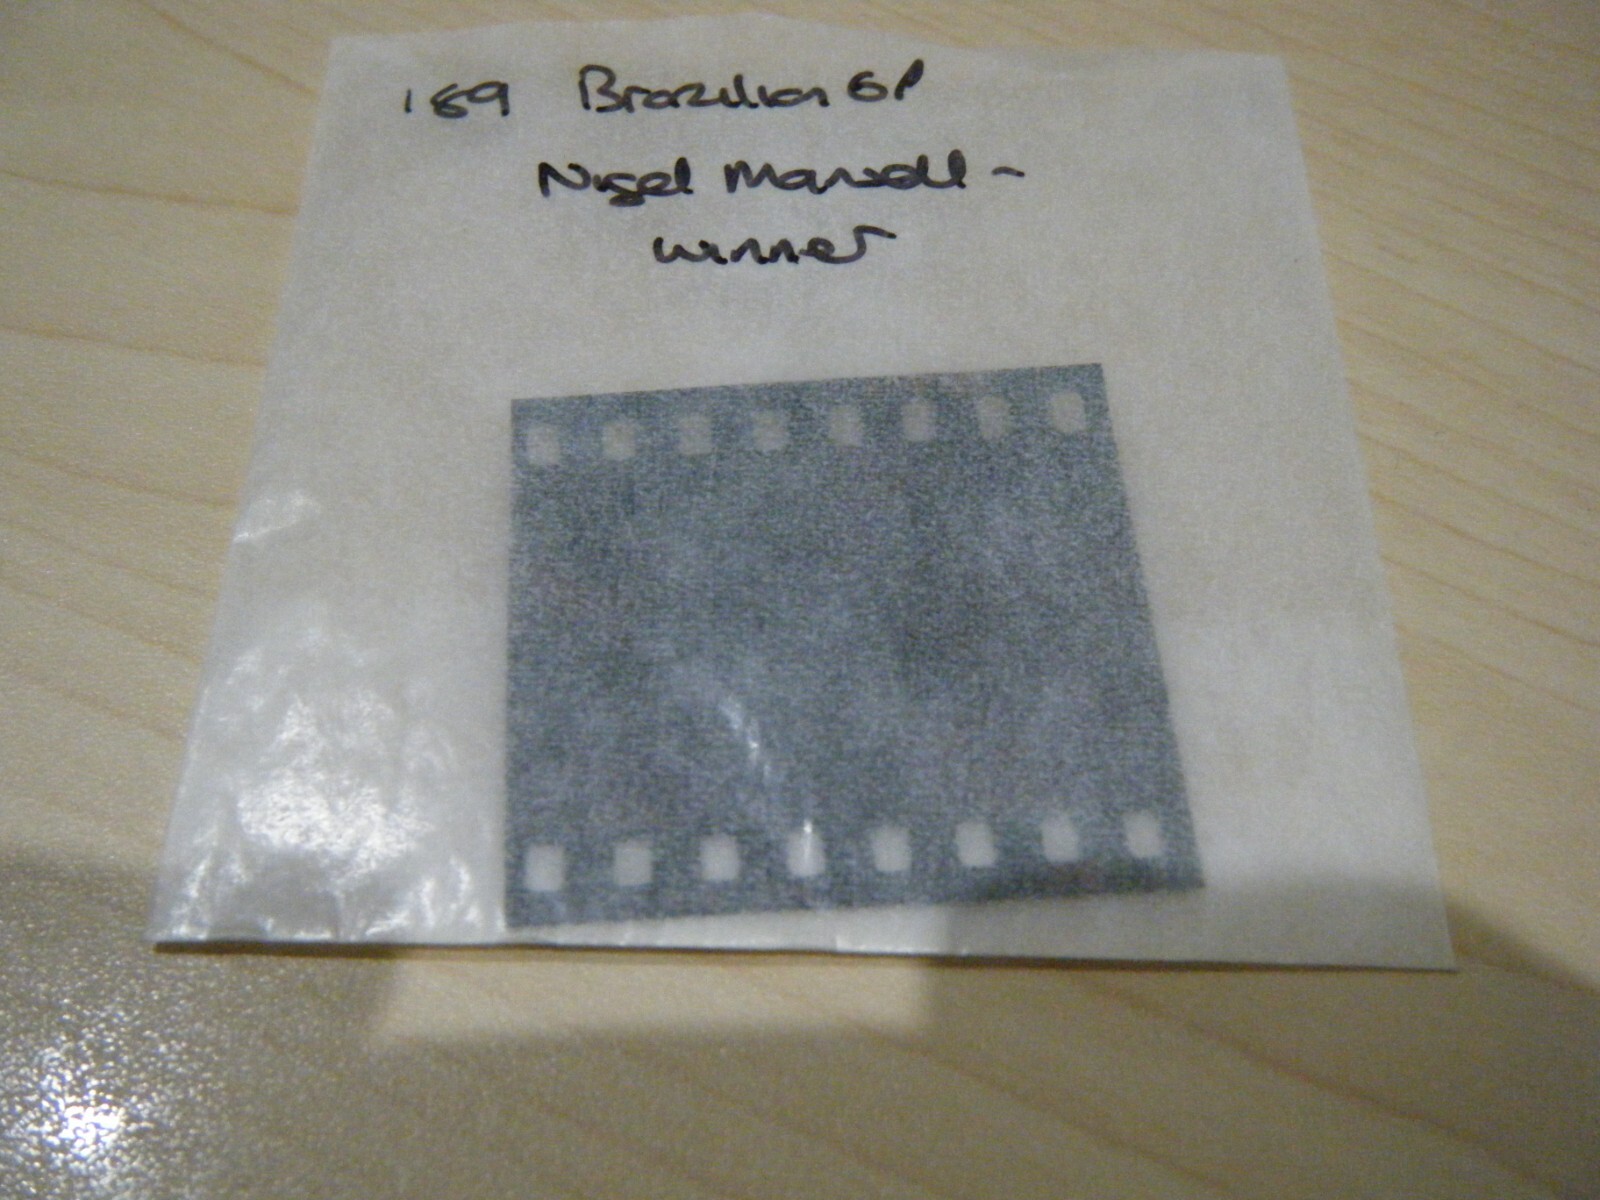 '89 Brazilian GP
Nigel Mansell -
winner